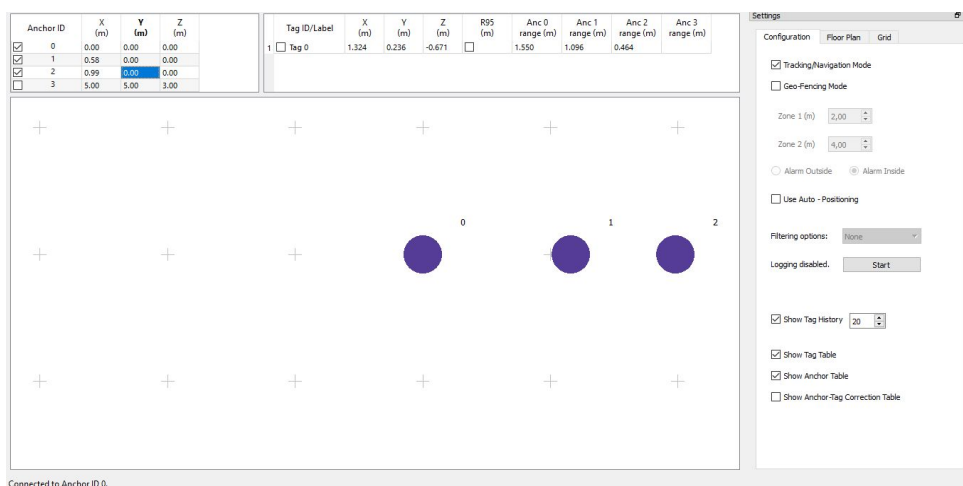 Anchor ID X (m) Y (m) Z (m)
0 0.00 0.00 0.00
1 0.58 0.00 0.00
2 0.99 0.00 0.00
3 5.00 5.00 3.00
Tag ID/Label X (m) Y (m) Z (m) R95 (m) Anc 0 range (m) Anc 1 range (m) Anc 2 range (m) Anc 3 range (m)
1 Tag 0 1.324 0.236 -0.671 1.550 1.096 0.464
0 1 2
Settings
Configuration Floor Plan Grid
Tracking/Navigation Mode
Geo-Fencing Mode
Zone 1 (m) 2,00
Zone 2 (m) 4,00
Alarm Outside Alarm Inside
Use Auto - Positioning
Filtering options: None
Logging disabled. Start
Show Tag History 20
Show Tag Table
Show Anchor Table
Show Anchor-Tag Correction Table
Connected to Anchor ID 0.